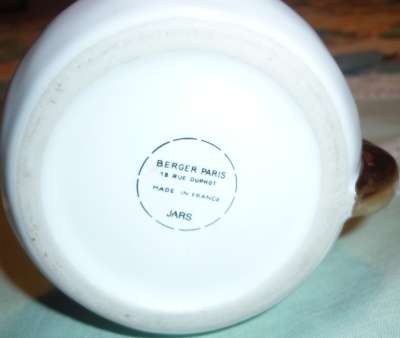 BERGER PARIS
18 RUE DUPHOT
MADE IN FRANCE
JARS